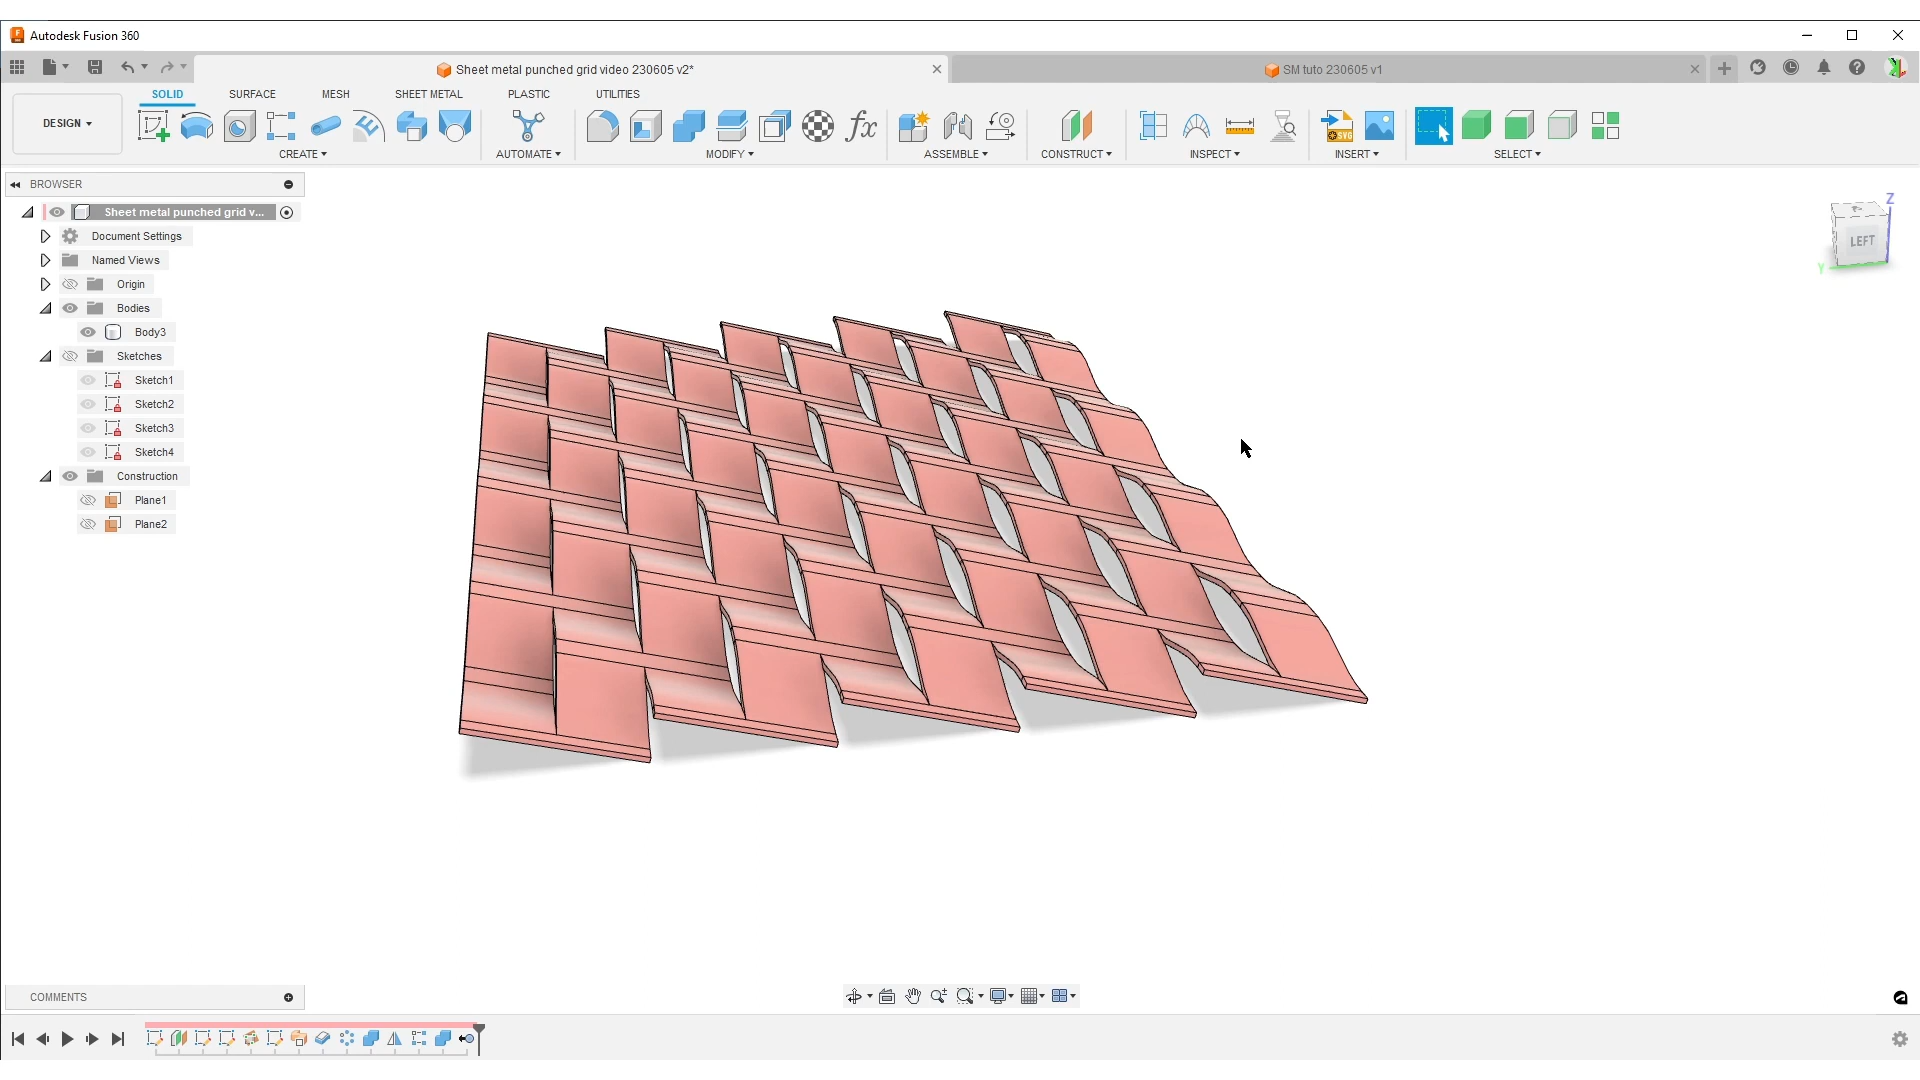 Autodesk Fusion 360
Sheet metal punched grid video 230605 v2*
SM tuto 230605 v1
SOLID SURFACE MESH SHEET METAL PLASTIC UTILITIES
DESIGN
fx
SVG
CREATE AUTOMATE MODIFY ASSEMBLE CONSTRUCT INSPECT INSERT SELECT
BROWSER
Sheet metal punched grid v...
Document Settings
Named Views
Origin
Bodies
Body3
Sketches
Sketch1
Sketch2
Sketch3
Sketch4
Construction
Plane1
Plane2
Z
LEFT
Y
COMMENTS